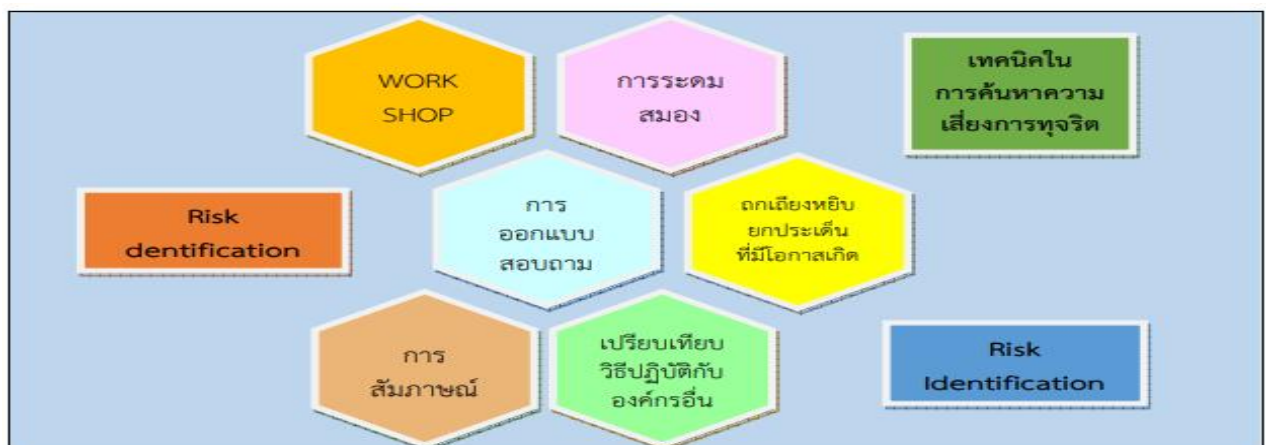 WORK
SHOP
การระดม
สมอง
เทคนิคใน
การค้นหาความ
เสี่ยงการทุจริต
Risk
dentification
การ
ออกแบบ
สอบถาม
ถกเถียงหยิบ
ยกประเด็น
ที่มีโอกาสเกิด
การ
สัมภาษณ์
เปรียบเทียบ
วิธีปฏิบัติกับ
องค์กรอื่น
Risk
Identification